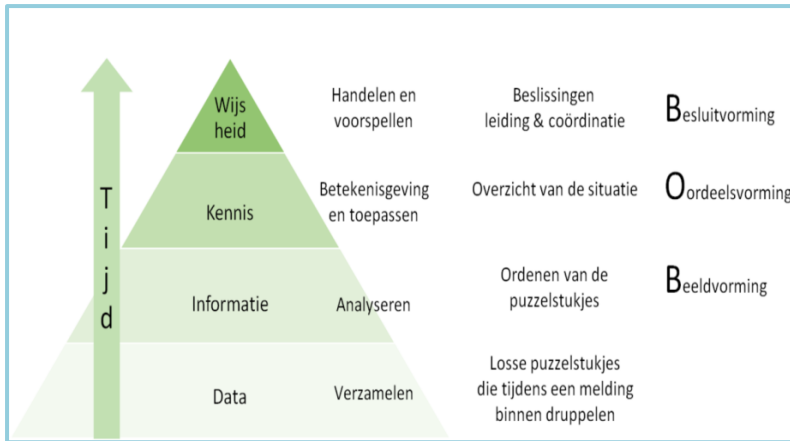 Tijd
Wijs
heid
Handelen en
voorspellen
Beslissingen
leiding & coördinatie
Besluitvorming
Kennis
Betekenisgeving
en toepassen
Overzicht van de situatie
Oordeelsvorming
Informatie
Analyseren
Ordenen van de
puzzelstukjes
Beeldvorming
Data
Verzamelen
Losse puzzelstukjes
die tijdens een melding
binnen druppelen